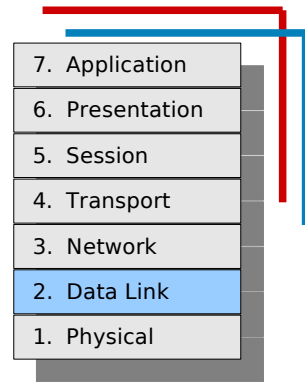 7. Application
6. Presentation
5. Session
4. Transport
3. Network
2. Data Link
1. Physical